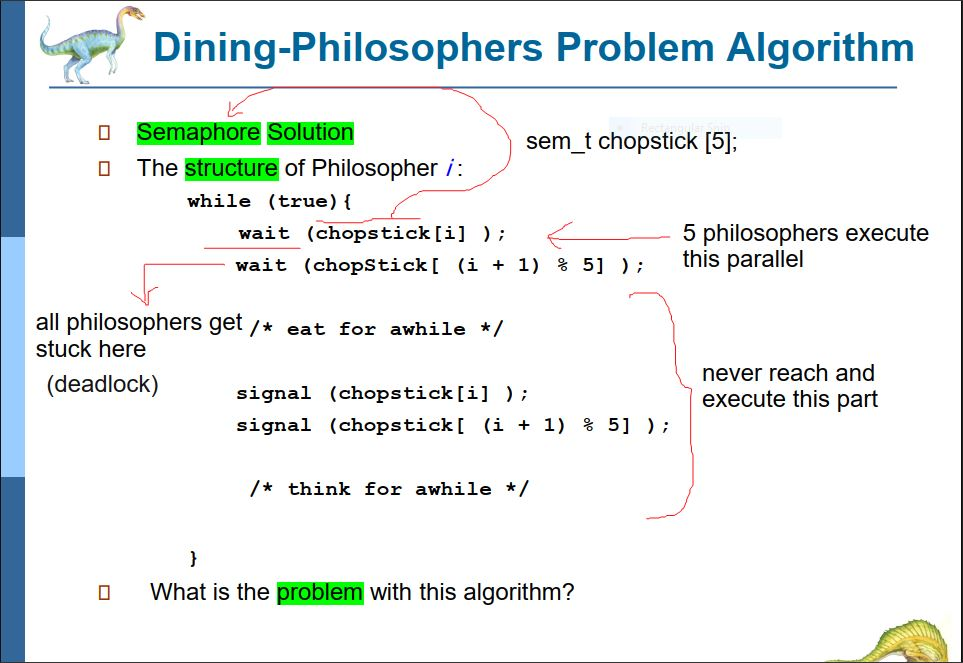 Dining-Philosophers Problem Algorithm
Semaphore Solution
sem_t chopstick [5];
The structure of Philosopher i :
while (true){
wait (chopstick[i] );
5 philosophers execute
this parallel
wait (chopStick[ (i + 1) % 5] );
all philosophers get
stuck here
(deadlock)
/* eat for awhile */
never reach and
execute this part
signal (chopstick[i] );
signal (chopstick[ (i + 1) % 5] );
/* think for awhile */
}
What is the problem with this algorithm?